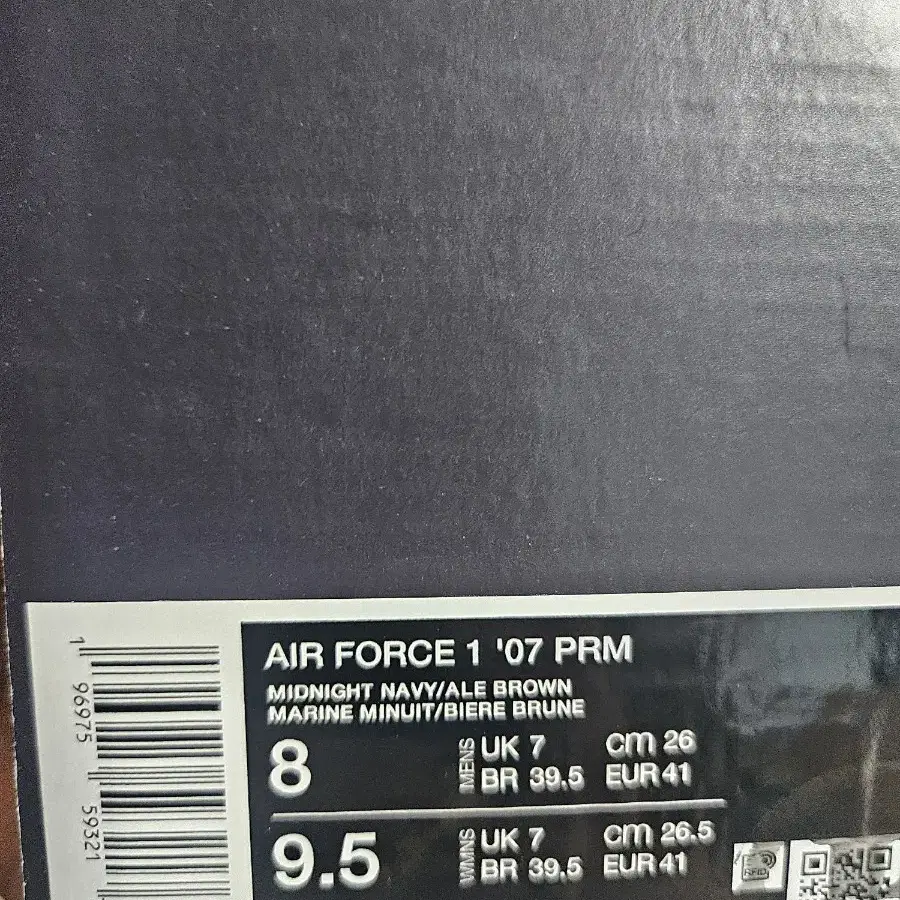 AIR FORCE 1 '07 PRM
MIDNIGHT NAVY/ALE BROWN
MARINE MINUIT/BIERE BRUNE
8 MENS UK 7 cm 26
BR 39.5 EUR 41
9.5 WMNS UK 7 cm 26.5
BR 39.5 EUR 41
RFID
1 96975 59321